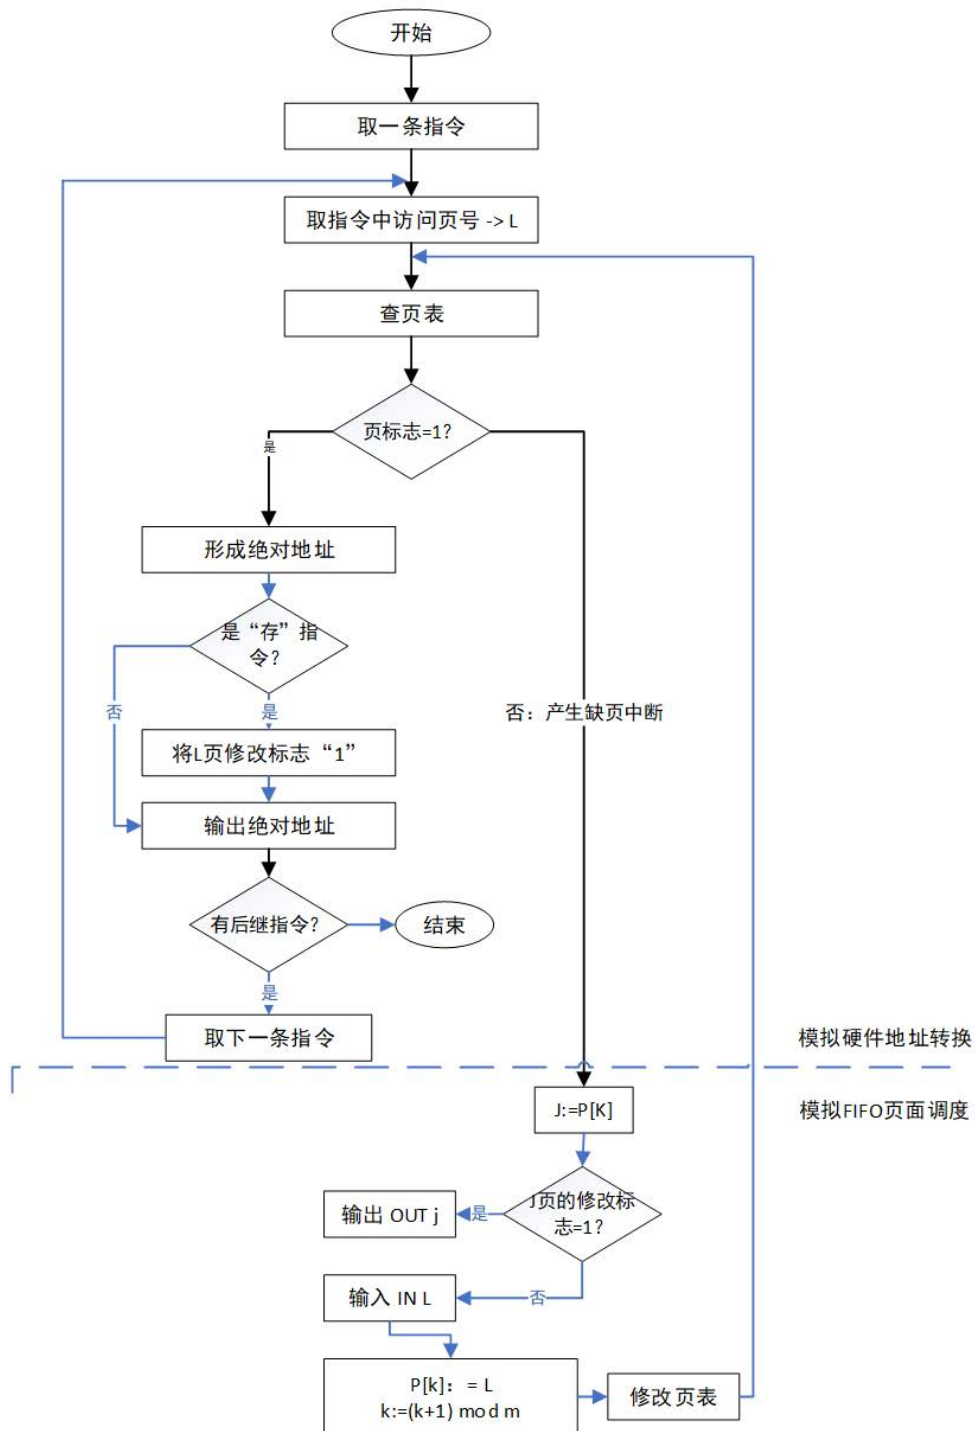 开始
取一条指令
取指令中访问页号 -> L
查页表
页标志=1?
是
形成绝对地址
是“存”指
令?
否
是
否：产生缺页中断
将L页修改标志“1”
输出绝对地址
有后继指令?
结束
是
取下一条指令
模拟硬件地址转换
模拟FIFO页面调度
J:=P[K]
J页的修改标
志=1?
是
输出 OUT j
否
输入 IN L
P[k]：= L
k:=(k+1) mod m
修改页表